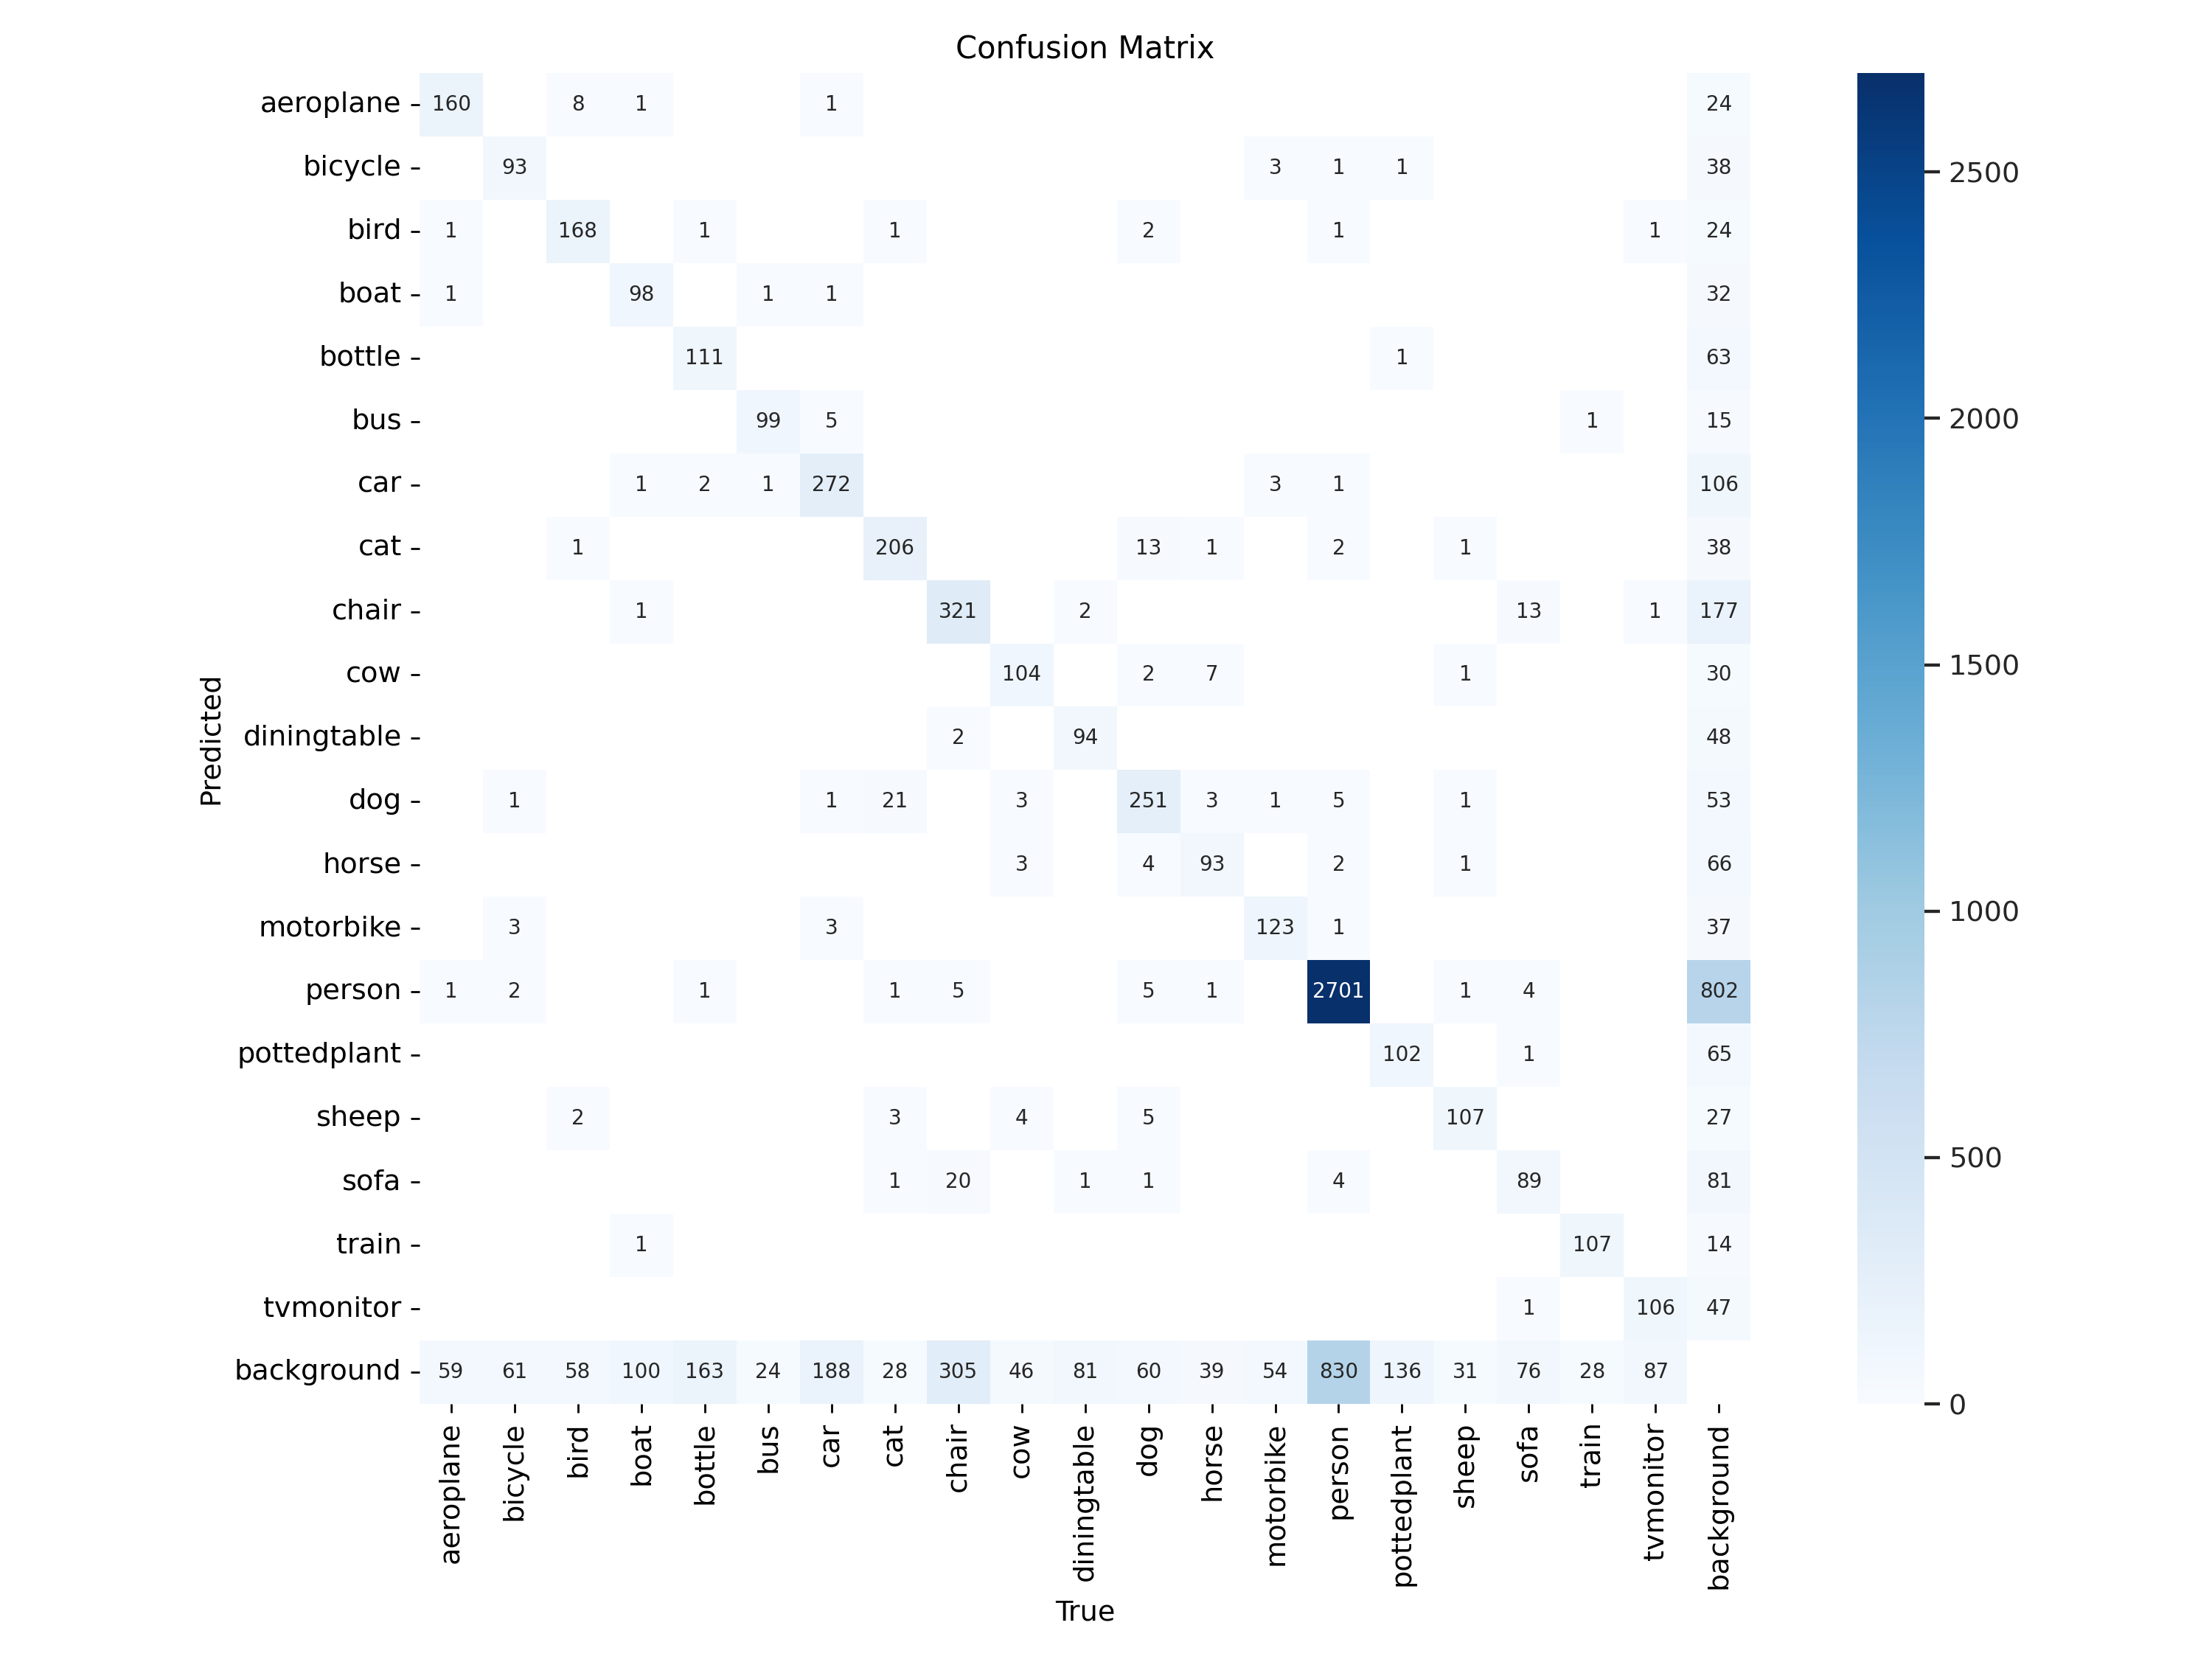 Confusion Matrix
aeroplane 160 8 1 1 24
bicycle 93 3 1 1 38
bird 1 168 1 1 2 1 1 24
boat 1 98 1 1 32
bottle 111 1 63
bus 99 5 1 15
car 1 2 1 272 3 1 106
cat 1 206 13 1 2 1 38
chair 1 321 2 13 1 177
cow 104 2 7 1 30
diningtable 2 94 48
dog 1 1 21 3 251 3 1 5 1 53
horse 3 4 93 2 1 66
motorbike 3 3 123 1 37
person 1 2 1 1 5 5 1 2701 1 4 802
pottedplant 102 1 65
sheep 2 3 4 5 107 27
sofa 1 20 1 1 4 89 81
train 1 107 14
tvmonitor 1 106 47
background 59 61 58 100 163 24 188 28 305 46 81 60 39 54 830 136 31 76 28 87
aeroplane
bicycle
bird
boat
bottle
bus
car
cat
chair
cow
diningtable
dog
horse
motorbike
person
pottedplant
sheep
sofa
train
tvmonitor
background
True
Predicted
2500
2000
1500
1000
500
0